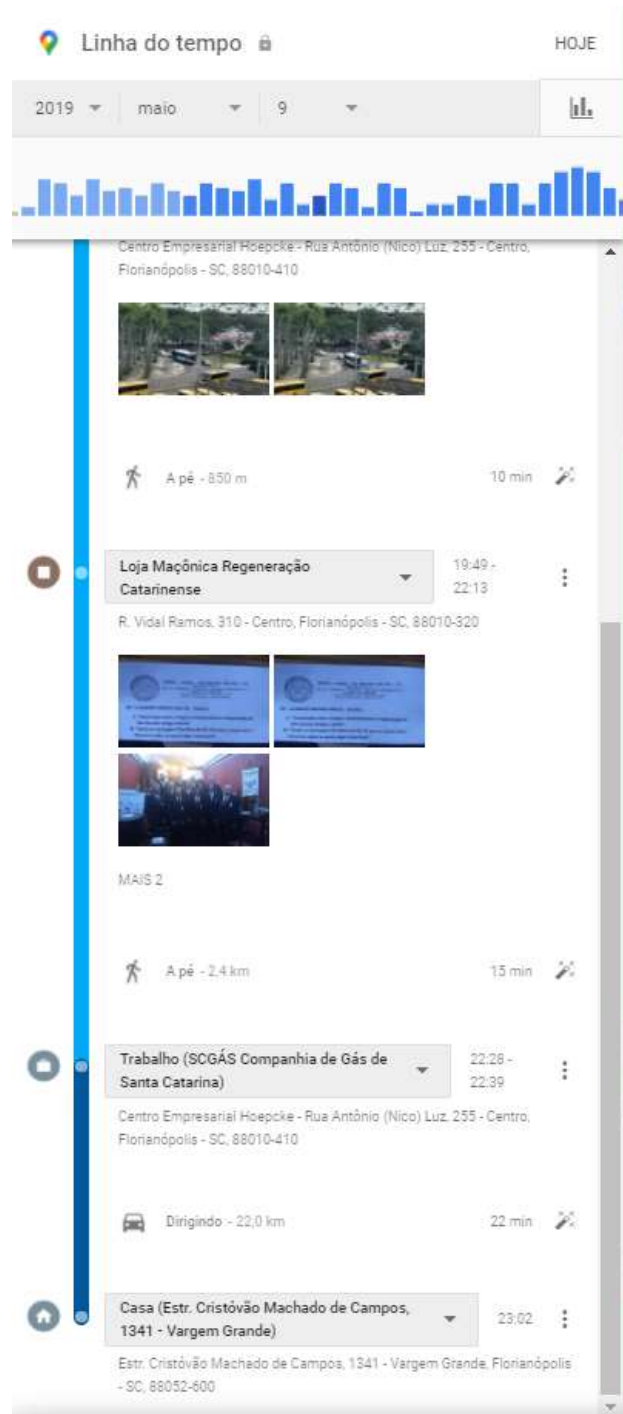 Linha do tempo
HOJE
2019 maio 9
Centro Empresarial Hoepcke - Rua Antônio (Nico) Luz, 255 - Centro,
Florianópolis - SC, 88010-410
A pé - 850 m 10 min
Loja Maçônica Regeneração
Catarinense
19:49 -
22:13
R. Vidal Ramos, 310 - Centro, Florianópolis - SC, 88010-320
MAIS 2
A pé - 2,4 km 15 min
Trabalho (SCGÁS Companhia de Gás de
Santa Catarina)
22:28 -
22:39
Centro Empresarial Hoepcke - Rua Antônio (Nico) Luz, 255 - Centro,
Florianópolis - SC, 88010-410
Dirigindo - 22,0 km 22 min
Casa (Estr. Cristóvão Machado de Campos,
1341 - Vargem Grande)
23:02
Estr. Cristóvão Machado de Campos, 1341 - Vargem Grande, Florianópolis
- SC, 88052-600